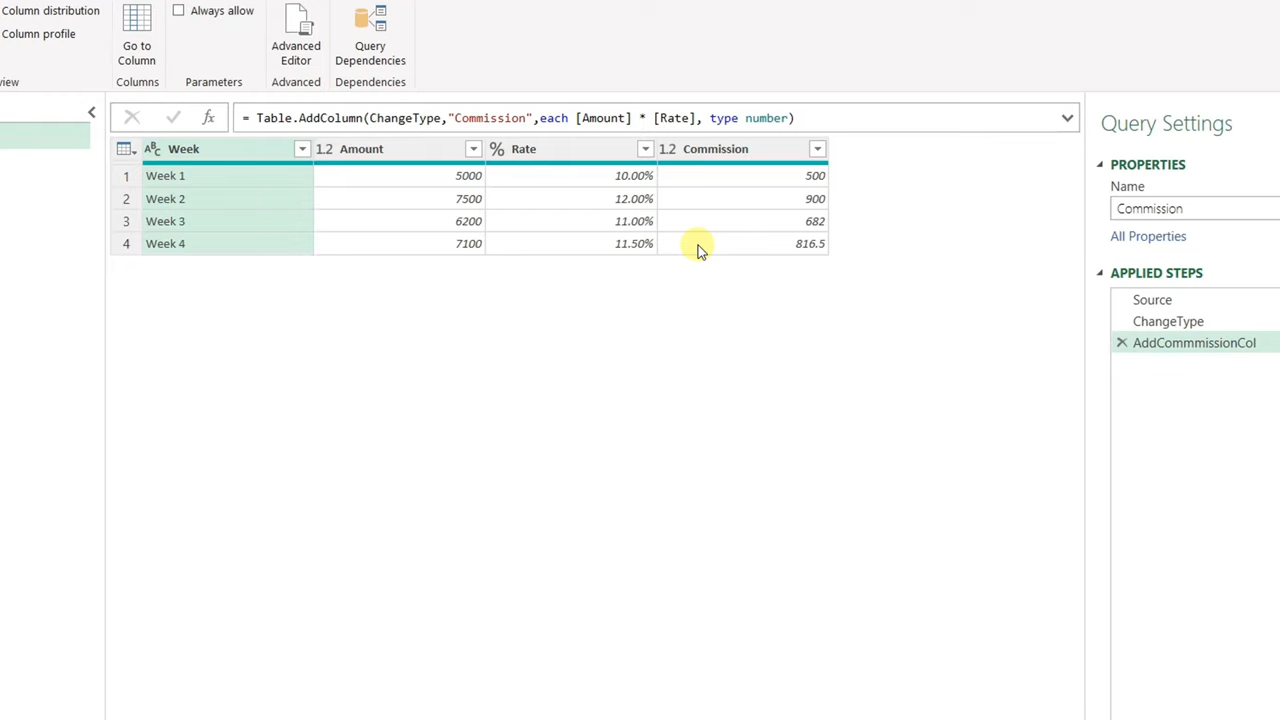 Column distribution
Column profile
view
Go to
Column
Columns
Always allow
Parameters
Advanced
Editor
Advanced
Query
Dependencies
Dependencies
fx
= Table.AddColumn(ChangeType,"Commission",each [Amount] * [Rate], type number)
ABC Week 1.2 Amount % Rate 1.2 Commission
1 Week 1 5000 10.00% 500
2 Week 2 7500 12.00% 900
3 Week 3 6200 11.00% 682
4 Week 4 7100 11.50% 816.5
Query Settings
PROPERTIES
Name
Commission
All Properties
APPLIED STEPS
Source
ChangeType
AddCommmissionCol